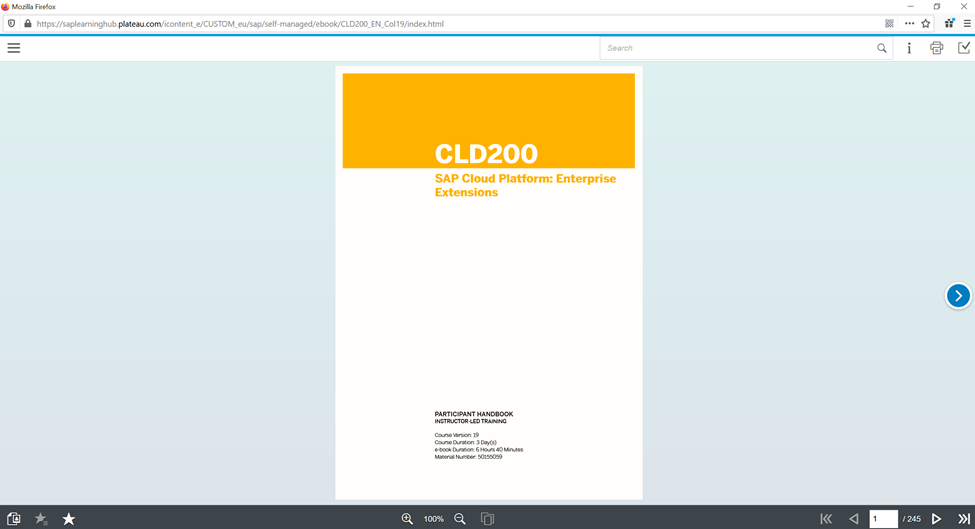 Mozilla Firefox
https://saplearninghub.plateau.com/icontent_e/CUSTOM_eu/sap/self-managed/ebook/CLD200_EN_Col19/index.html
Search
CLD200
SAP Cloud Platform: Enterprise
Extensions
PARTICIPANT HANDBOOK
INSTRUCTOR-LED TRAINING
Course Version: 19
Course Duration: 3 Day(s)
e-book Duration: 6 Hours 40 Minutes
Material Number: 50155059
100%
1 / 245